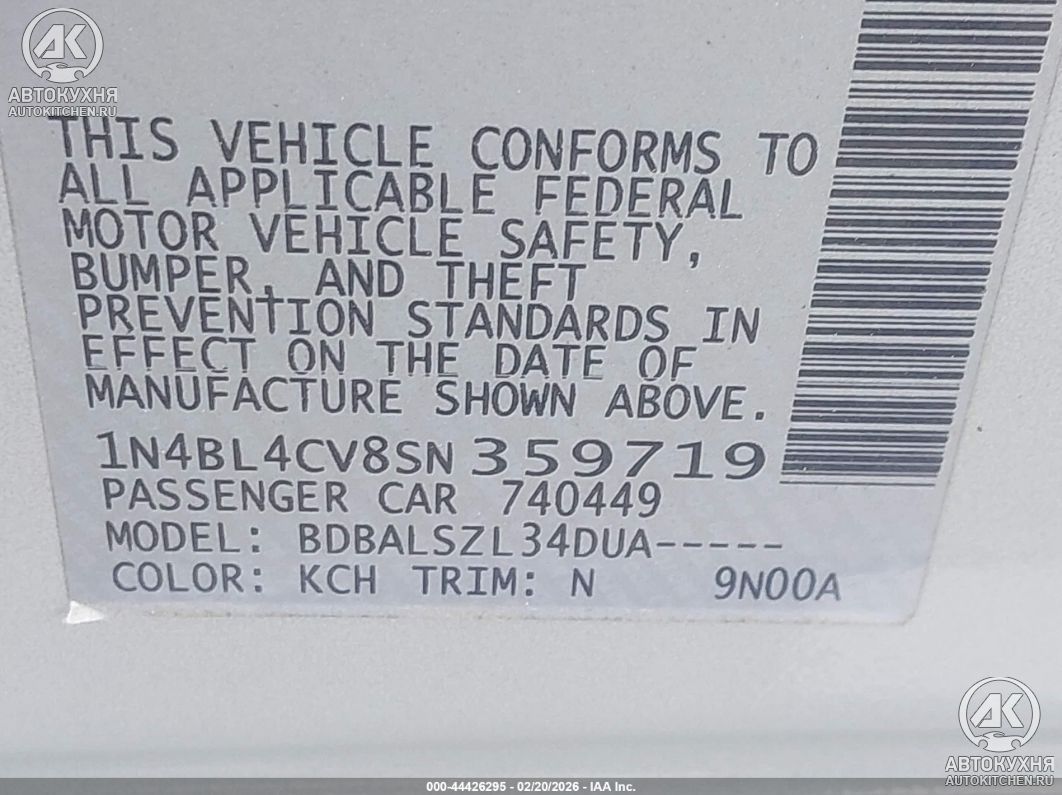 AK
АВТОКУХНЯ
AUTOKITCHEN.RU
THIS VEHICLE CONFORMS TO
ALL APPLICABLE FEDERAL
MOTOR VEHICLE SAFETY,
BUMPER, AND THEFT
PREVENTION STANDARDS IN
EFFECT ON THE DATE OF
MANUFACTURE SHOWN ABOVE.
1N4BL4CV8SN359719
PASSENGER CAR 740449
MODEL: BDBALSZL34DUA-----
COLOR: KCH TRIM: N 9N00A
AK
АВТОКУХНЯ
AUTOKITCHEN.RU
000-44426295 - 02/20/2026 - IAA Inc.